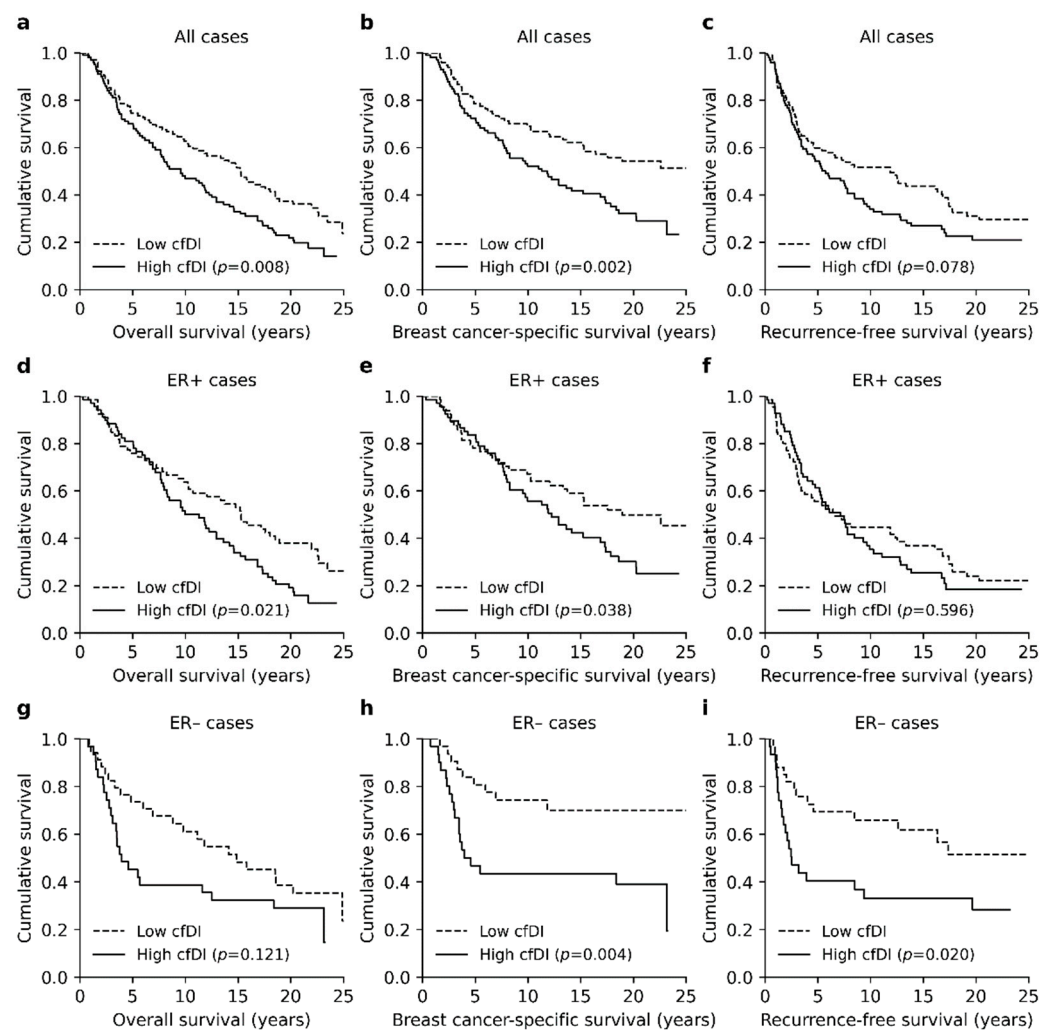 a
All cases
Cumulative survival
1.0
0.8
0.6
0.4
0.2
0.0
Low cfDI
High cfDI (p=0.008)
0 5 10 15 20 25
Overall survival (years)
b
All cases
Cumulative survival
1.0
0.8
0.6
0.4
0.2
0.0
Low cfDI
High cfDI (p=0.002)
0 5 10 15 20 25
Breast cancer-specific survival (years)
c
All cases
Cumulative survival
1.0
0.8
0.6
0.4
0.2
0.0
Low cfDI
High cfDI (p=0.078)
0 5 10 15 20 25
Recurrence-free survival (years)
d
ER+ cases
Cumulative survival
1.0
0.8
0.6
0.4
0.2
0.0
Low cfDI
High cfDI (p=0.021)
0 5 10 15 20 25
Overall survival (years)
e
ER+ cases
Cumulative survival
1.0
0.8
0.6
0.4
0.2
0.0
Low cfDI
High cfDI (p=0.038)
0 5 10 15 20 25
Breast cancer-specific survival (years)
f
ER+ cases
Cumulative survival
1.0
0.8
0.6
0.4
0.2
0.0
Low cfDI
High cfDI (p=0.596)
0 5 10 15 20 25
Recurrence-free survival (years)
g
ER– cases
Cumulative survival
1.0
0.8
0.6
0.4
0.2
0.0
Low cfDI
High cfDI (p=0.121)
0 5 10 15 20 25
Overall survival (years)
h
ER– cases
Cumulative survival
1.0
0.8
0.6
0.4
0.2
0.0
Low cfDI
High cfDI (p=0.004)
0 5 10 15 20 25
Breast cancer-specific survival (years)
i
ER– cases
Cumulative survival
1.0
0.8
0.6
0.4
0.2
0.0
Low cfDI
High cfDI (p=0.020)
0 5 10 15 20 25
Recurrence-free survival (years)